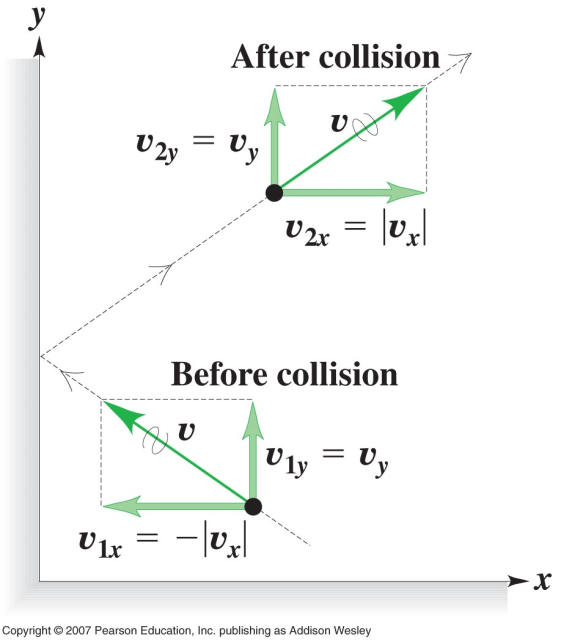 y
After collision
v
v2y = vy
v2x = |vx|
Before collision
v
v1y = vy
v1x = −|vx|
x
Copyright © 2007 Pearson Education, Inc. publishing as Addison Wesley